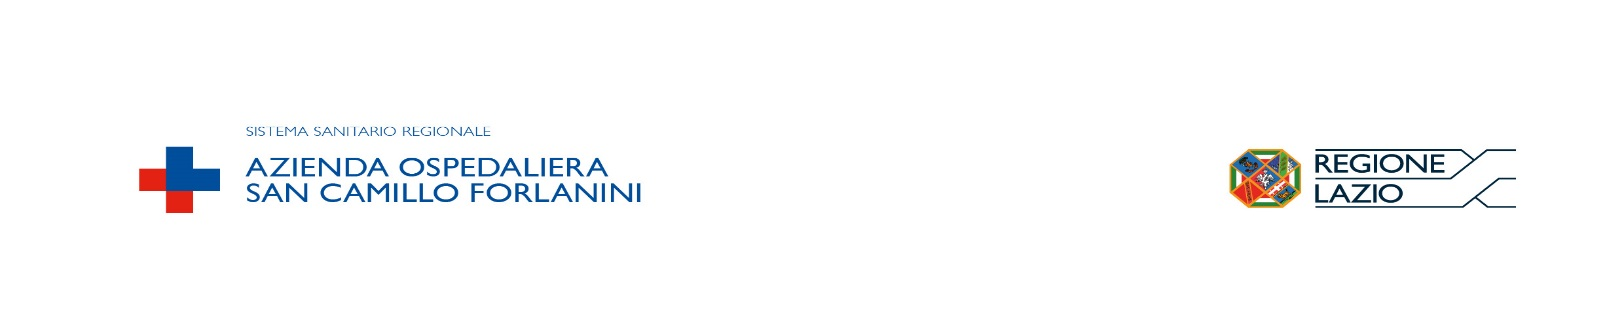 SISTEMA SANITARIO REGIONALE
AZIENDA OSPEDALIERA
SAN CAMILLO FORLANINI
REGIONE
LAZIO